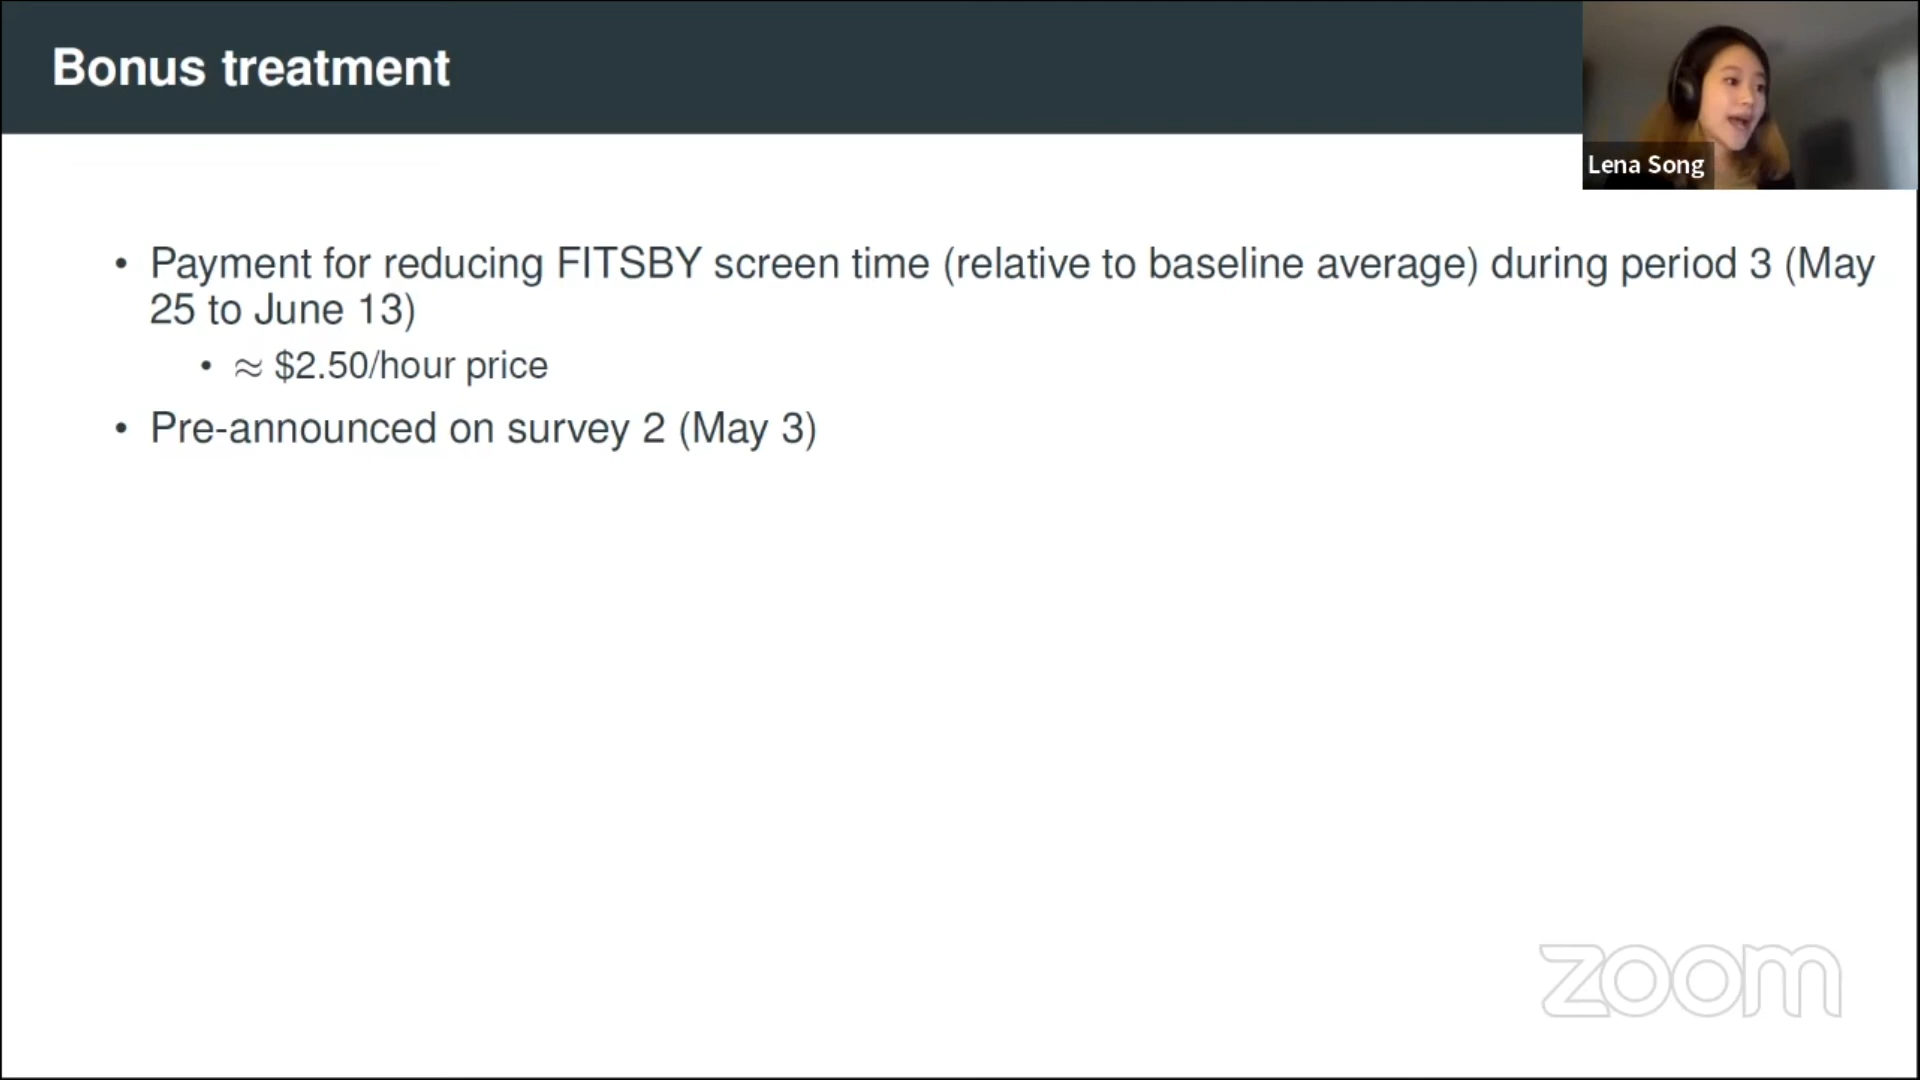 Bonus treatment
Lena Song
• Payment for reducing FITSBY screen time (relative to baseline average) during period 3 (May
25 to June 13)
• ≈ $2.50/hour price
• Pre-announced on survey 2 (May 3)
zoom